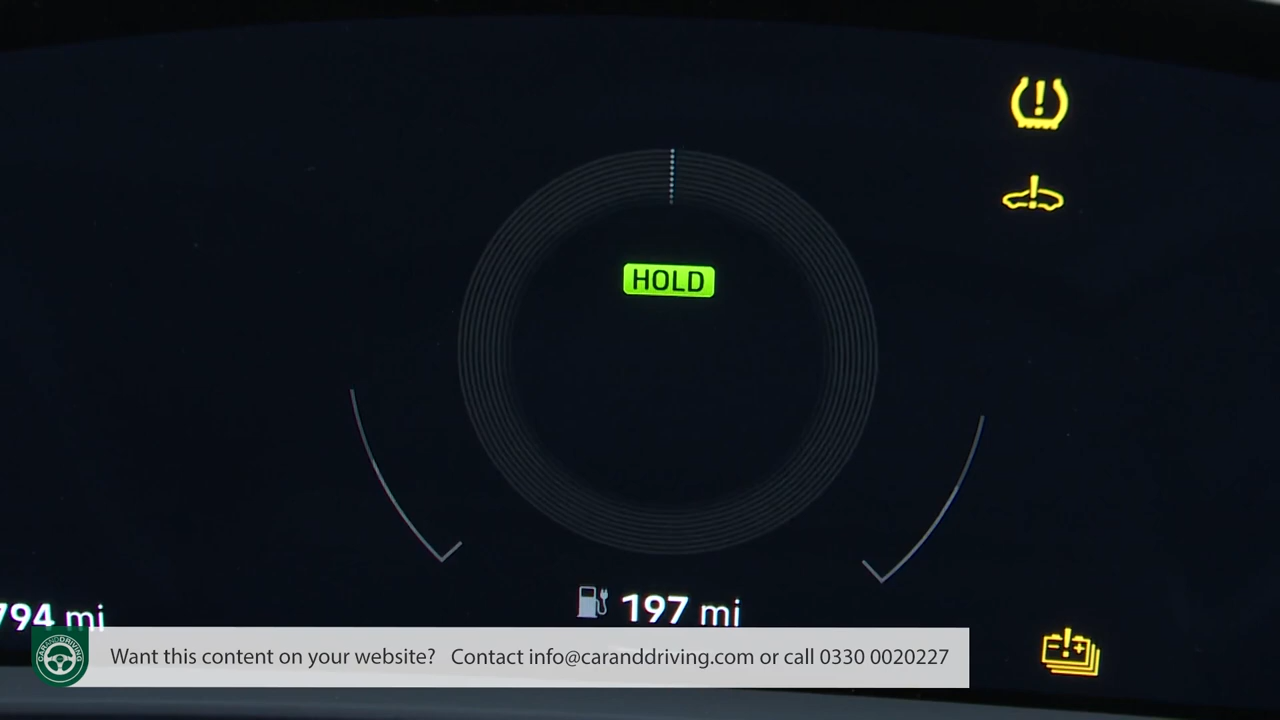 HOLD
794 mi
197 mi
CARANDDRIVING
Want this content on your website? Contact info@caranddriving.com or call 0330 0020227